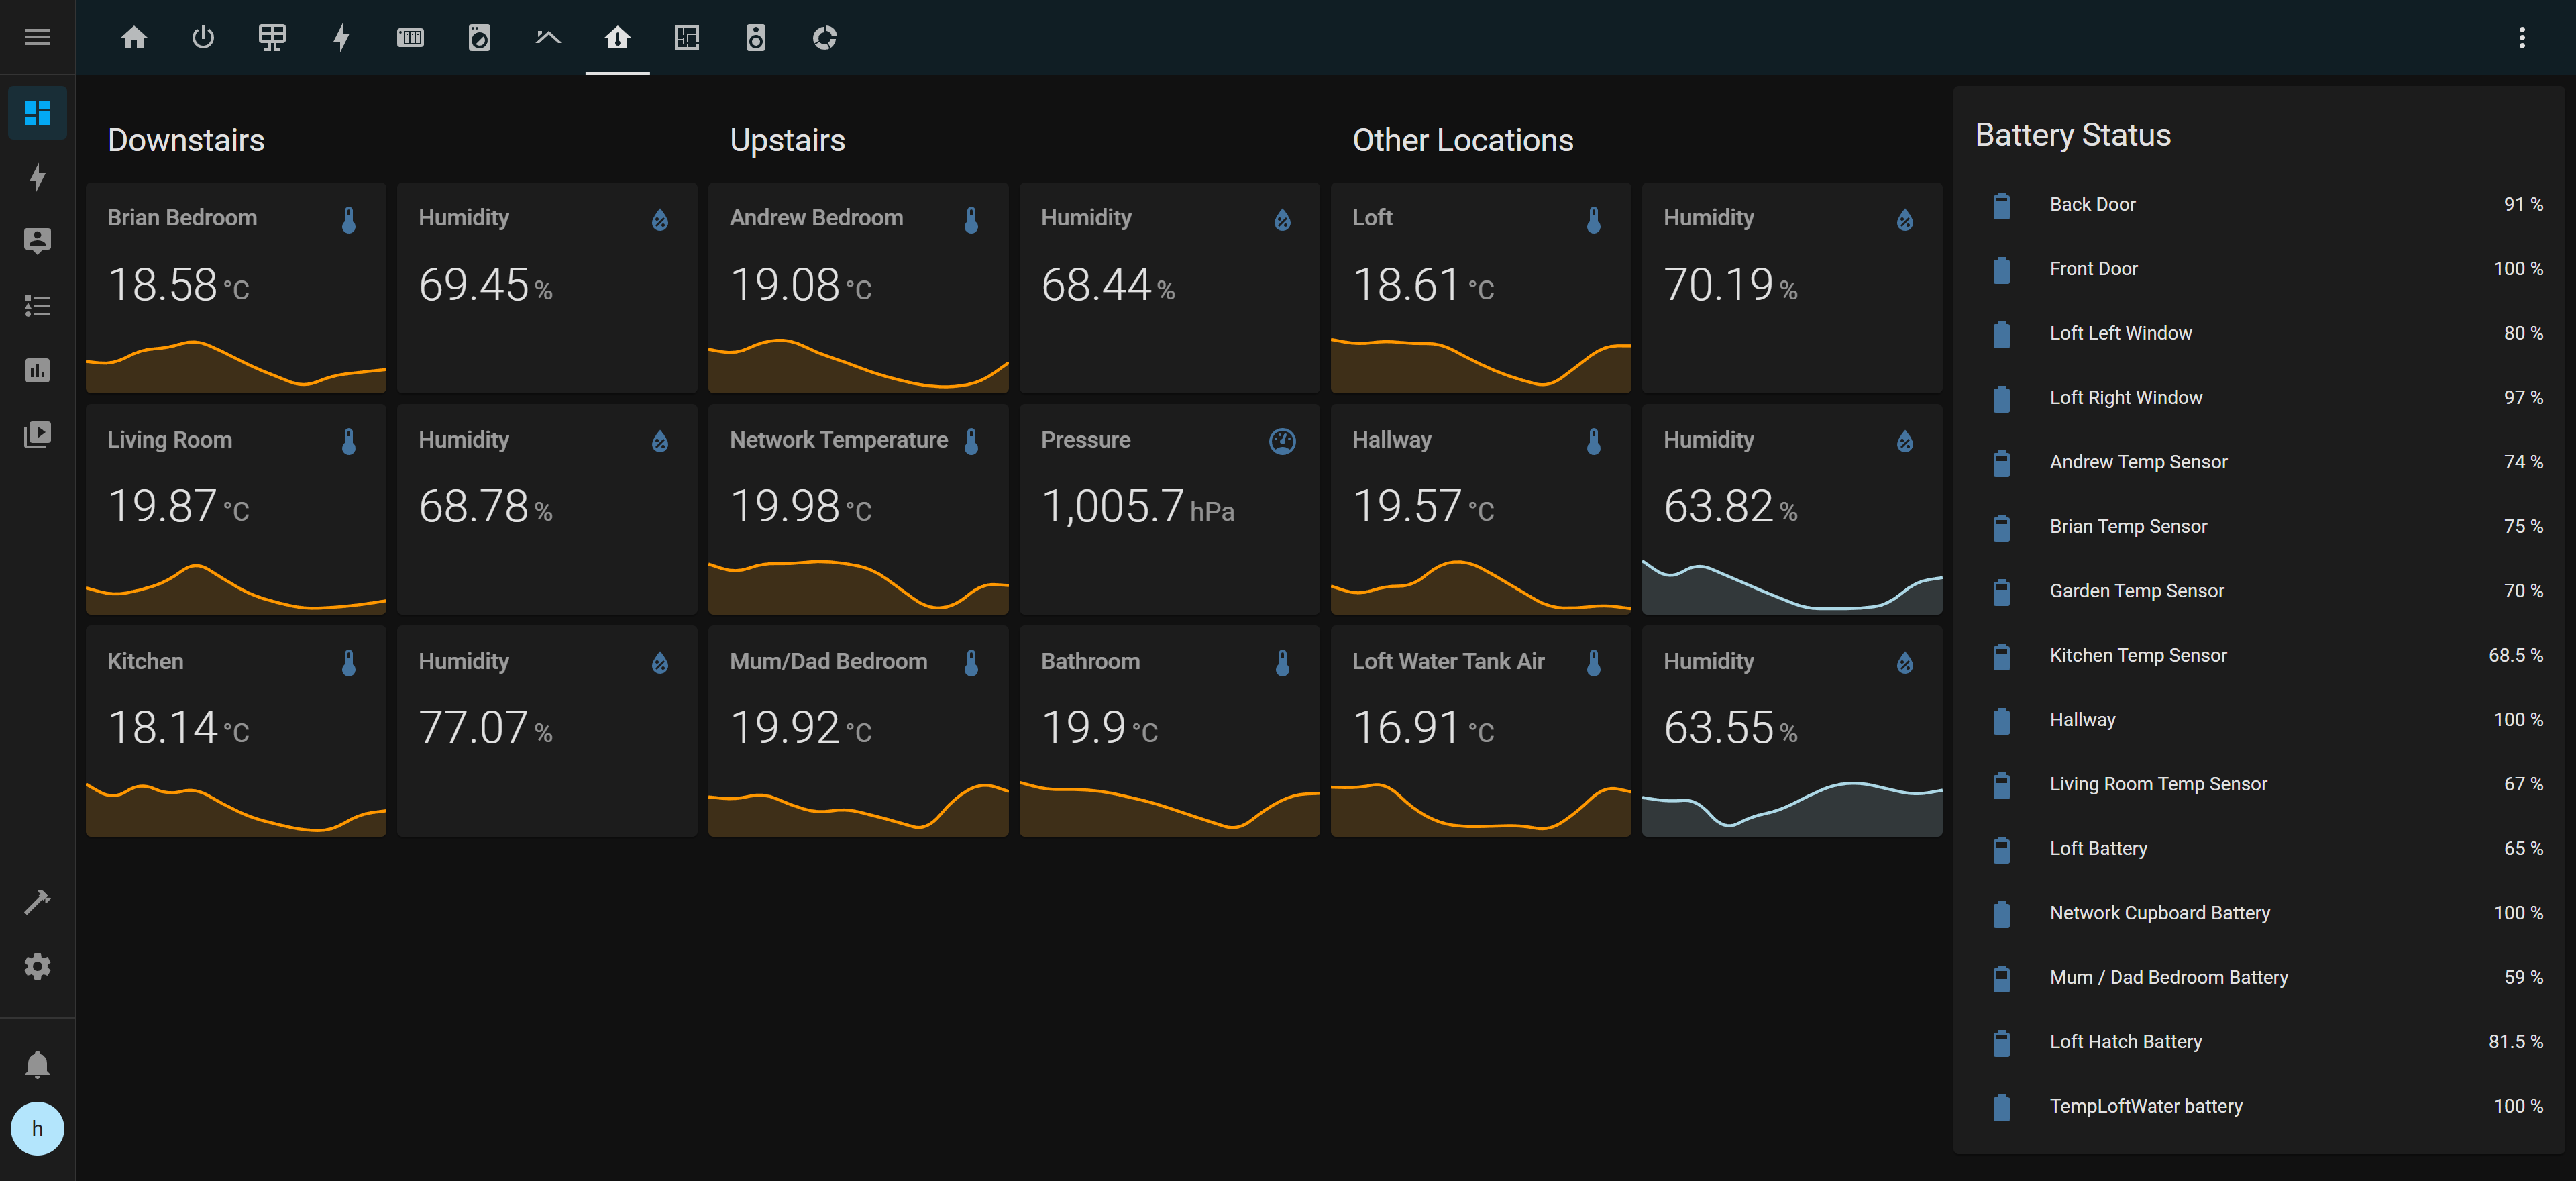 Downstairs
Upstairs
Other Locations
Brian Bedroom
18.58 °C
Humidity
69.45 %
Andrew Bedroom
19.08 °C
Humidity
68.44 %
Loft
18.61 °C
Humidity
70.19 %
Living Room
19.87 °C
Humidity
68.78 %
Network Temperature
19.98 °C
Pressure
1,005.7 hPa
Hallway
19.57 °C
Humidity
63.82 %
Kitchen
18.14 °C
Humidity
77.07 %
Mum/Dad Bedroom
19.92 °C
Bathroom
19.9 °C
Loft Water Tank Air
16.91 °C
Humidity
63.55 %
Battery Status
Back Door 91 %
Front Door 100 %
Loft Left Window 80 %
Loft Right Window 97 %
Andrew Temp Sensor 74 %
Brian Temp Sensor 75 %
Garden Temp Sensor 70 %
Kitchen Temp Sensor 68.5 %
Hallway 100 %
Living Room Temp Sensor 67 %
Loft Battery 65 %
Network Cupboard Battery 100 %
Mum / Dad Bedroom Battery 59 %
Loft Hatch Battery 81.5 %
TempLoftWater battery 100 %
h